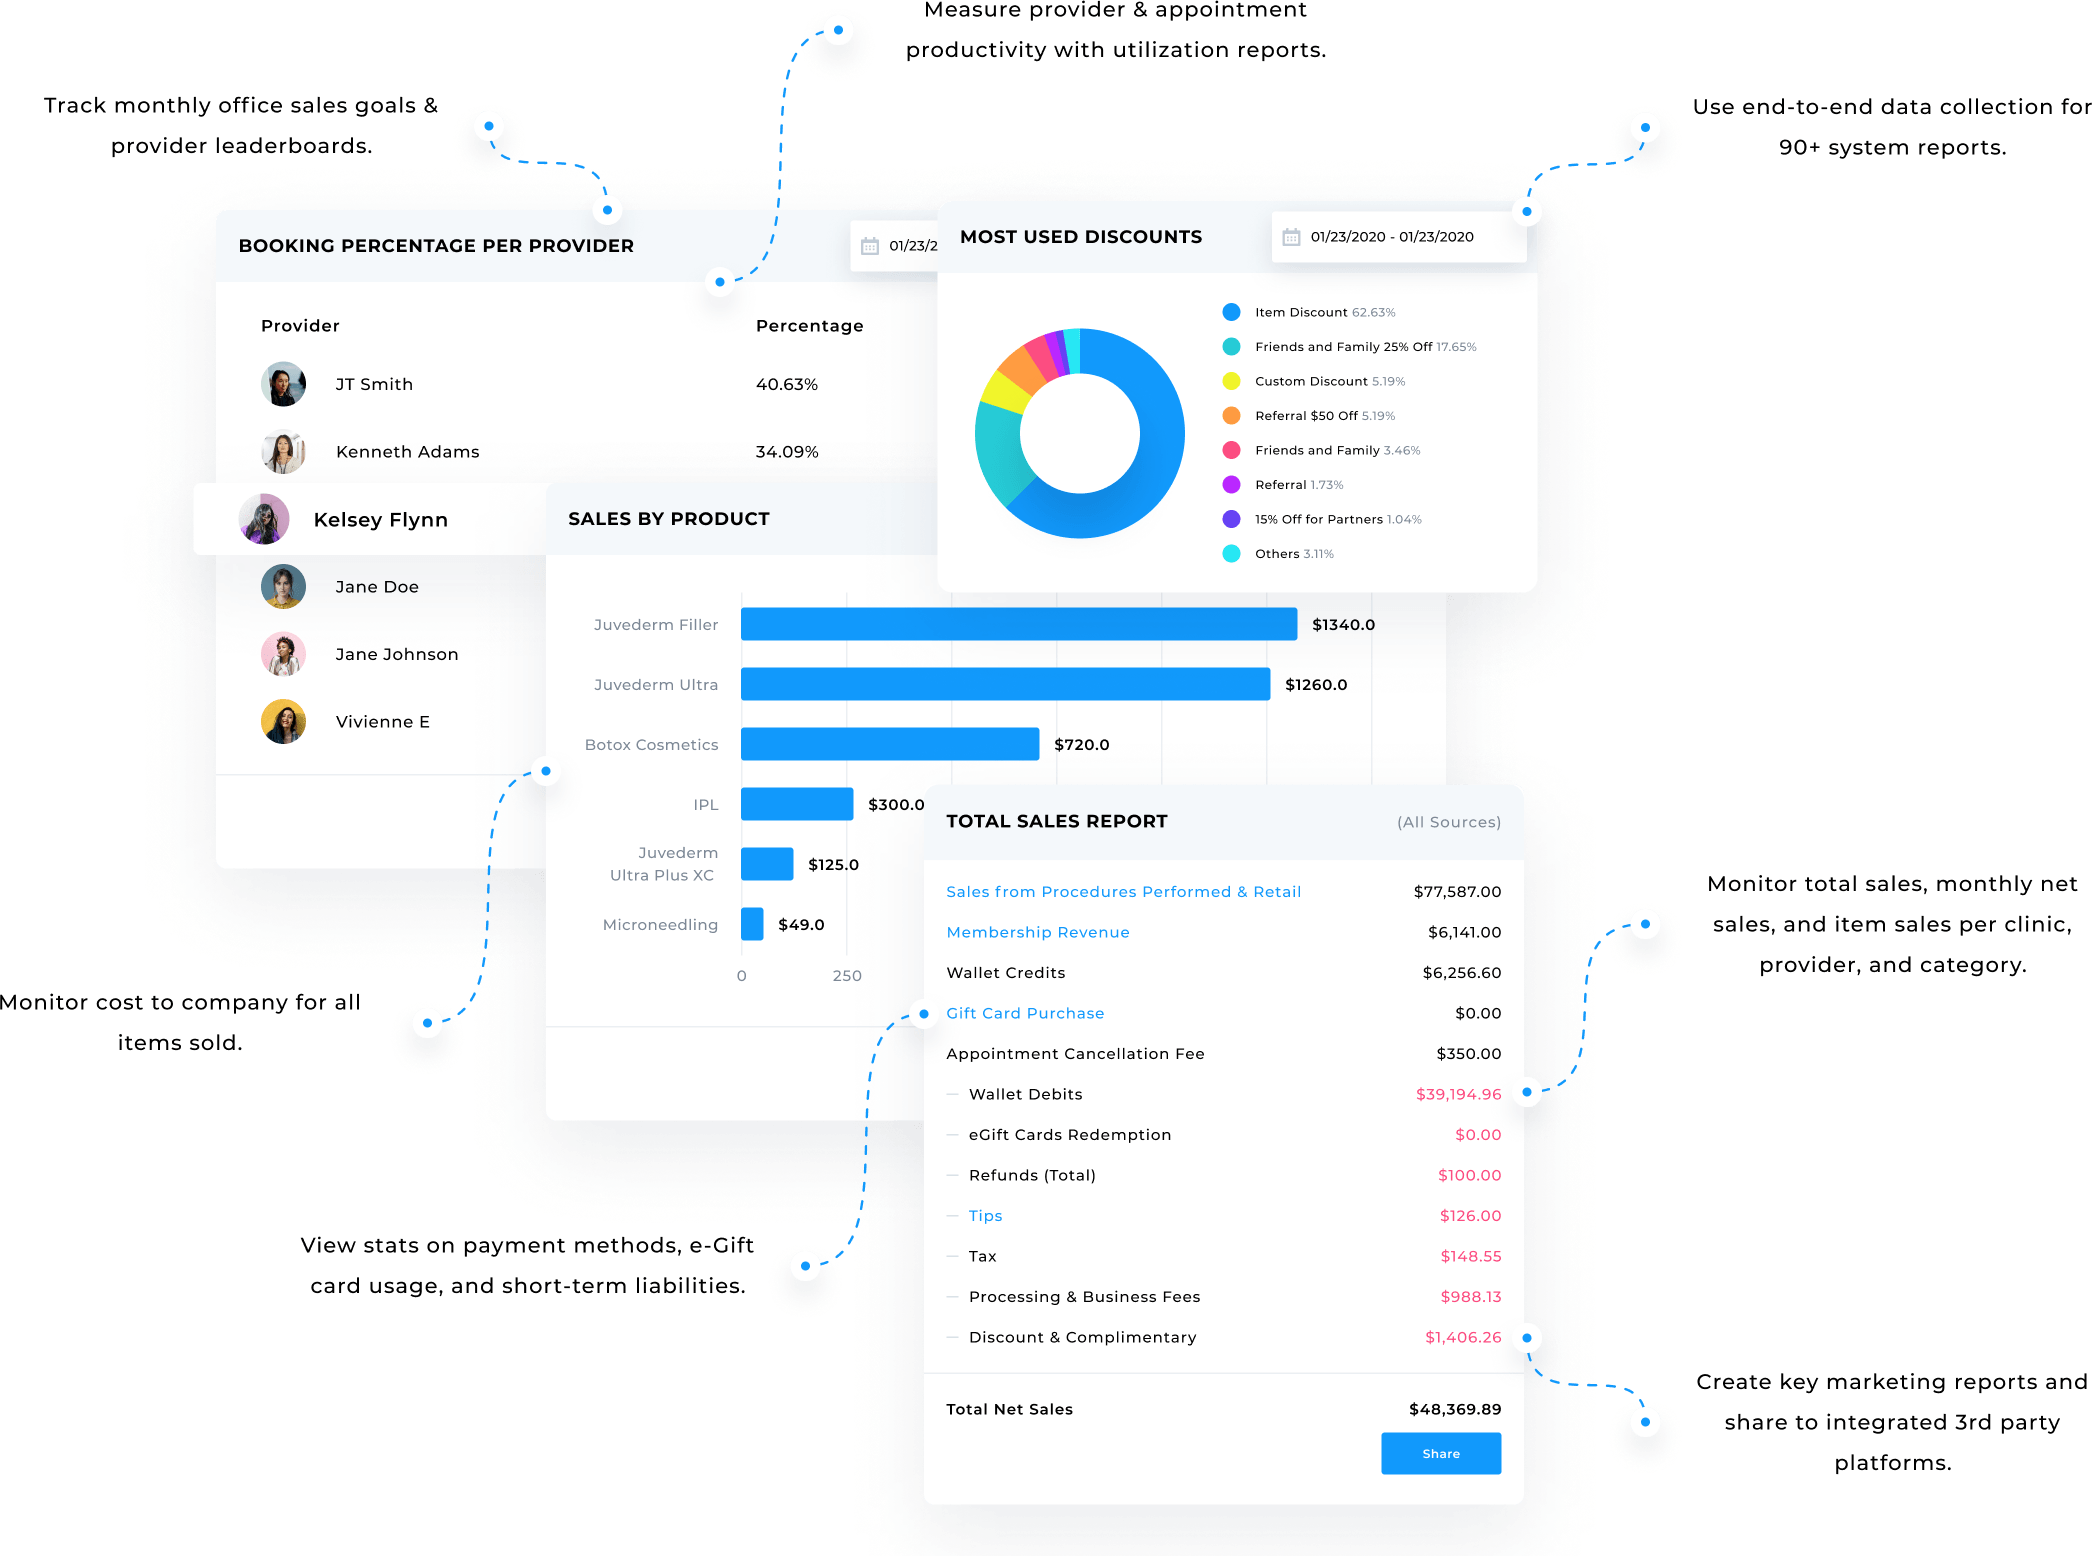 Measure provider & appointment
productivity with utilization reports.
Track monthly office sales goals &
provider leaderboards.
Use end-to-end data collection for
90+ system reports.
BOOKING PERCENTAGE PER PROVIDER
01/23/2
Provider
Percentage
JT Smith
40.63%
Kenneth Adams
34.09%
Kelsey Flynn
Jane Doe
Jane Johnson
Vivienne E
MOST USED DISCOUNTS
01/23/2020 - 01/23/2020
Item Discount 62.63%
Friends and Family 25% Off 17.65%
Custom Discount 5.19%
Referral $50 Off 5.19%
Friends and Family 3.46%
Referral 1.73%
15% Off for Partners 1.04%
Others 3.11%
SALES BY PRODUCT
Juvederm Filler
$1340.0
Juvederm Ultra
$1260.0
Botox Cosmetics
$720.0
IPL
$300.0
Juvederm
Ultra Plus XC
$125.0
Microneedling
$49.0
0
250
Monitor cost to company for all
items sold.
TOTAL SALES REPORT
(All Sources)
Sales from Procedures Performed & Retail
$77,587.00
Membership Revenue
$6,141.00
Wallet Credits
$6,256.60
Gift Card Purchase
$0.00
Appointment Cancellation Fee
$350.00
— Wallet Debits
$39,194.96
— eGift Cards Redemption
$0.00
— Refunds (Total)
$100.00
— Tips
$126.00
— Tax
$148.55
— Processing & Business Fees
$988.13
— Discount & Complimentary
$1,406.26
Total Net Sales
$48,369.89
Share
Monitor total sales, monthly net
sales, and item sales per clinic,
provider, and category.
View stats on payment methods, e-Gift
card usage, and short-term liabilities.
Create key marketing reports and
share to integrated 3rd party
platforms.